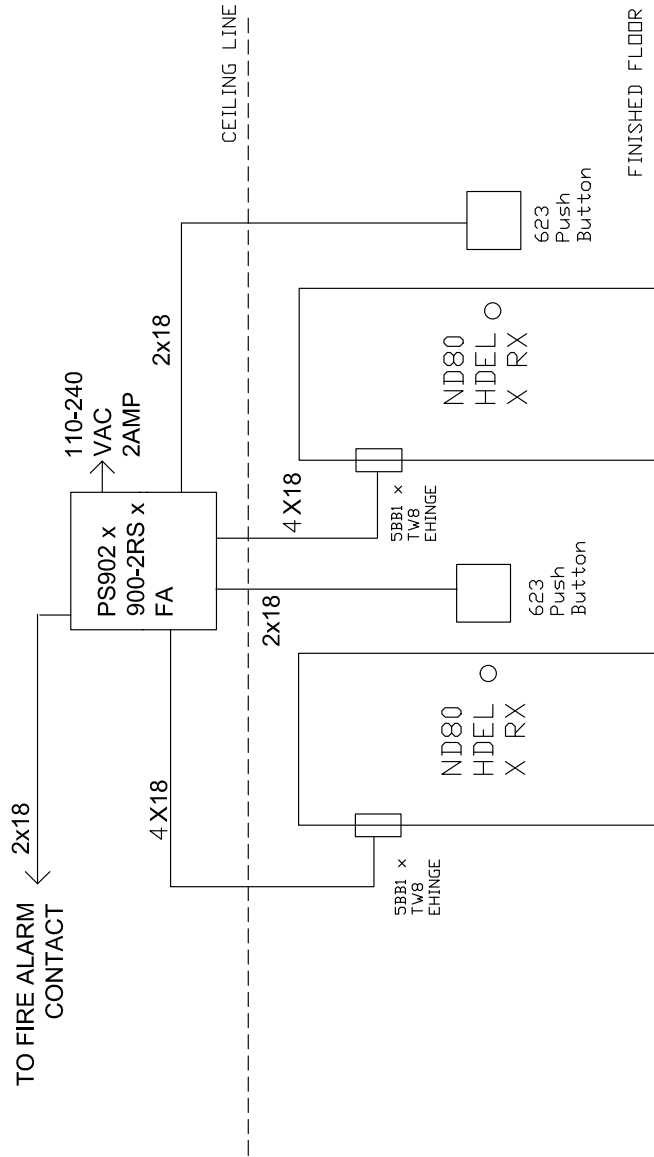 TO FIRE ALARM
CONTACT
2x18
PS902 x
900-2RS x
FA
110-240
VAC
2AMP
4 X18
2x18
4 X18
2x18
CEILING LINE
5BB1 x
TW8
EHINGE
ND80
HDEL
X RX
623
Push
Button
5BB1 x
TW8
EHINGE
ND80
HDEL
X RX
623
Push
Button
FINISHED FLOOR